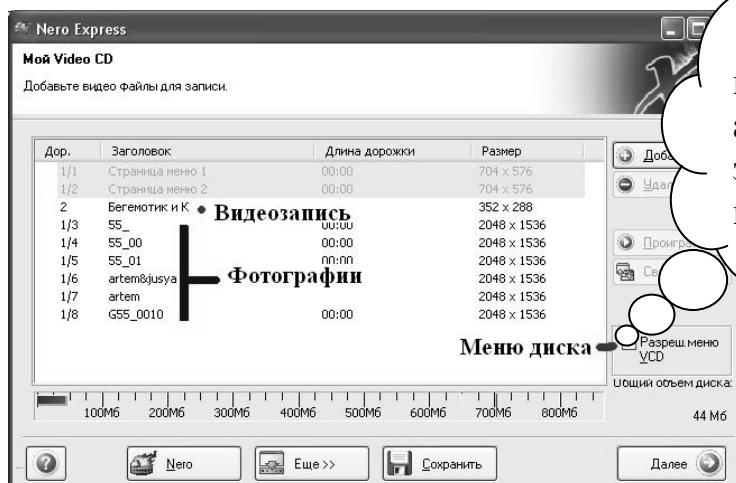 Nero Express
Мой Video CD
Добавьте видео файлы для записи.
Дор. Заголовок Длина дорожки Размер
1/1 Страница меню 1 00:00 704 x 576
1/2 Страница меню 2 00:00 704 x 576
2 Бегемотик и К 352 x 288
Видеозапись
1/3 55_ 00:00 2048 x 1536
1/4 55_00 00:00 2048 x 1536
1/5 55_01 00:00 2048 x 1536
1/6 artem&jusya 2048 x 1536
Фотографии
1/7 artem 2048 x 1536
1/8 G55_0010 00:00 2048 x 1536
Меню диска
Разреш. меню
VCD
Общий объем диска:
100Мб 200Мб 300Мб 400Мб 500Мб 600Мб 700Мб 800Мб
44 Мб
Nero Еще >> Сохранить Далее